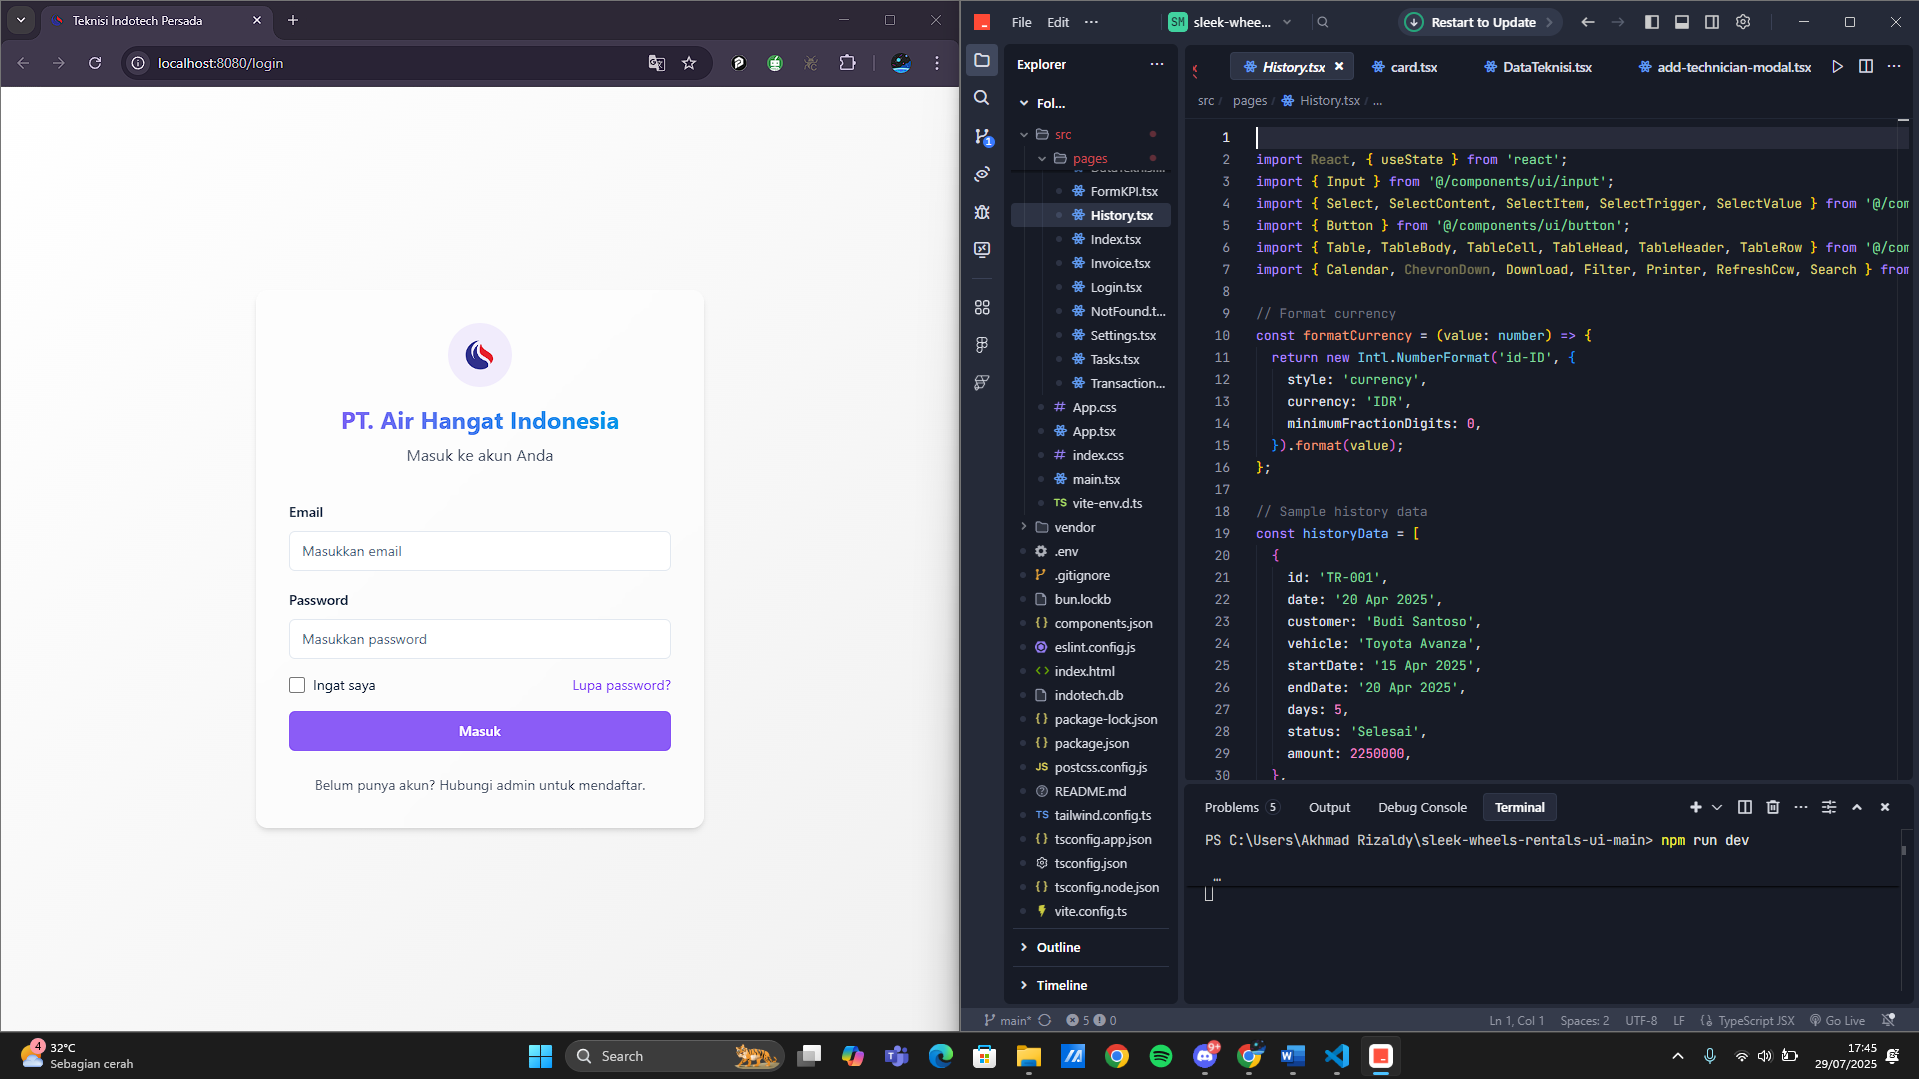 Teknisi Indotech Persada
localhost:8080/login
PT. Air Hangat Indonesia
Masuk ke akun Anda
Email
Masukkan email
Password
Masukkan password
Ingat saya
Lupa password?
Masuk
Belum punya akun? Hubungi admin untuk mendaftar.
File Edit ···
SM sleek-whee...
Restart to Update
Explorer ···
Fol...
src
pages
FormKPI.tsx
History.tsx
Index.tsx
Invoice.tsx
Login.tsx
NotFound.t...
Settings.tsx
Tasks.tsx
Transaction...
# App.css
App.tsx
# index.css
main.tsx
TS vite-env.d.ts
vendor
.env
.gitignore
bun.lockb
{} components.json
eslint.config.js
<> index.html
indotech.db
{} package-lock.json
{} package.json
JS postcss.config.js
README.md
TS tailwind.config.ts
{} tsconfig.app.json
tsconfig.json
{} tsconfig.node.json
vite.config.ts
Outline
Timeline
History.tsx
card.tsx
DataTeknisi.tsx
add-technician-modal.tsx
src / pages / History.tsx / ...
1
2 import React, { useState } from 'react';
3 import { Input } from '@/components/ui/input';
4 import { Select, SelectContent, SelectItem, SelectTrigger, SelectValue } from '@/com
5 import { Button } from '@/components/ui/button';
6 import { Table, TableBody, TableCell, TableHead, TableHeader, TableRow } from '@/com
7 import { Calendar, ChevronDown, Download, Filter, Printer, RefreshCcw, Search } from
8
9 // Format currency
10 const formatCurrency = (value: number) => {
11 return new Intl.NumberFormat('id-ID', {
12 style: 'currency',
13 currency: 'IDR',
14 minimumFractionDigits: 0,
15 }).format(value);
16 };
17
18 // Sample history data
19 const historyData = [
20 {
21 id: 'TR-001',
22 date: '20 Apr 2025',
23 customer: 'Budi Santoso',
24 vehicle: 'Toyota Avanza',
25 startDate: '15 Apr 2025',
26 endDate: '20 Apr 2025',
27 days: 5,
28 status: 'Selesai',
29 amount: 2250000,
30 },
Problems 5
Output
Debug Console
Terminal
PS C:\Users\Akhmad Rizaldy\sleek-wheels-rentals-ui-main> npm run dev
…
main* 5 0
Ln 1, Col 1
Spaces: 2
UTF-8
LF
TypeScript JSX
Go Live
4
32°C
Sebagian cerah
Search
9+
17:45
29/07/2025